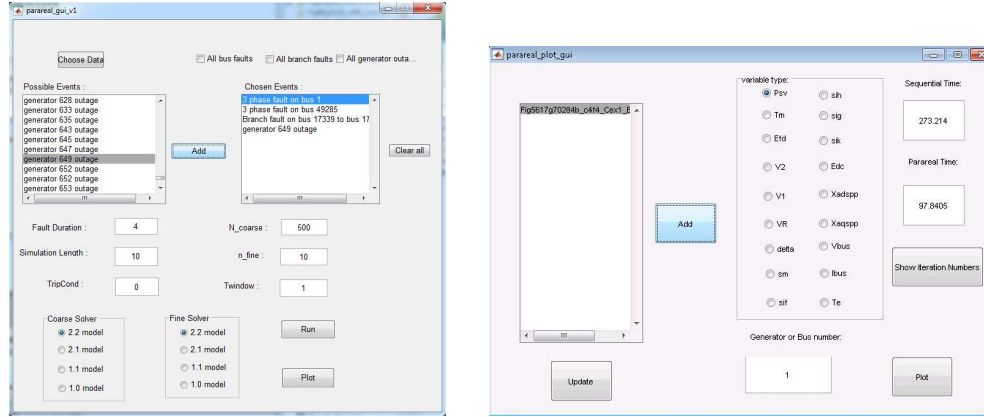 parareal_gui_v1
Choose Data
All bus faults
All branch faults
All generator outa...
Possible Events :
generator 628 outage
generator 633 outage
generator 635 outage
generator 643 outage
generator 645 outage
generator 647 outage
generator 649 outage
generator 652 outage
generator 652 outage
generator 653 outage
Add
Chosen Events :
3 phase fault on bus 1
3 phase fault on bus 49285
Branch fault on bus 17339 to bus 17
generator 649 outage
Clear all
Fault Duration :
4
N_coarse :
500
Simulation Length :
10
n_fine :
10
TripCond :
0
Twindow :
1
Coarse Solver
2.2 model
2.1 model
1.1 model
1.0 model
Fine Solver
2.2 model
2.1 model
1.1 model
1.0 model
Run
Plot
parareal_plot_gui
Fig5617g70284b_c4f4_Cex1_E
Add
Update
variable type:
Psv
Tm
Efd
V2
V1
VR
delta
sm
sif
sih
sig
sik
Edc
Xadspp
Xaqspp
Vbus
Ibus
Te
Generator or Bus number:
1
Sequential Time:
273.214
Parareal Time:
97.8405
Show Iteration Numbers
Plot